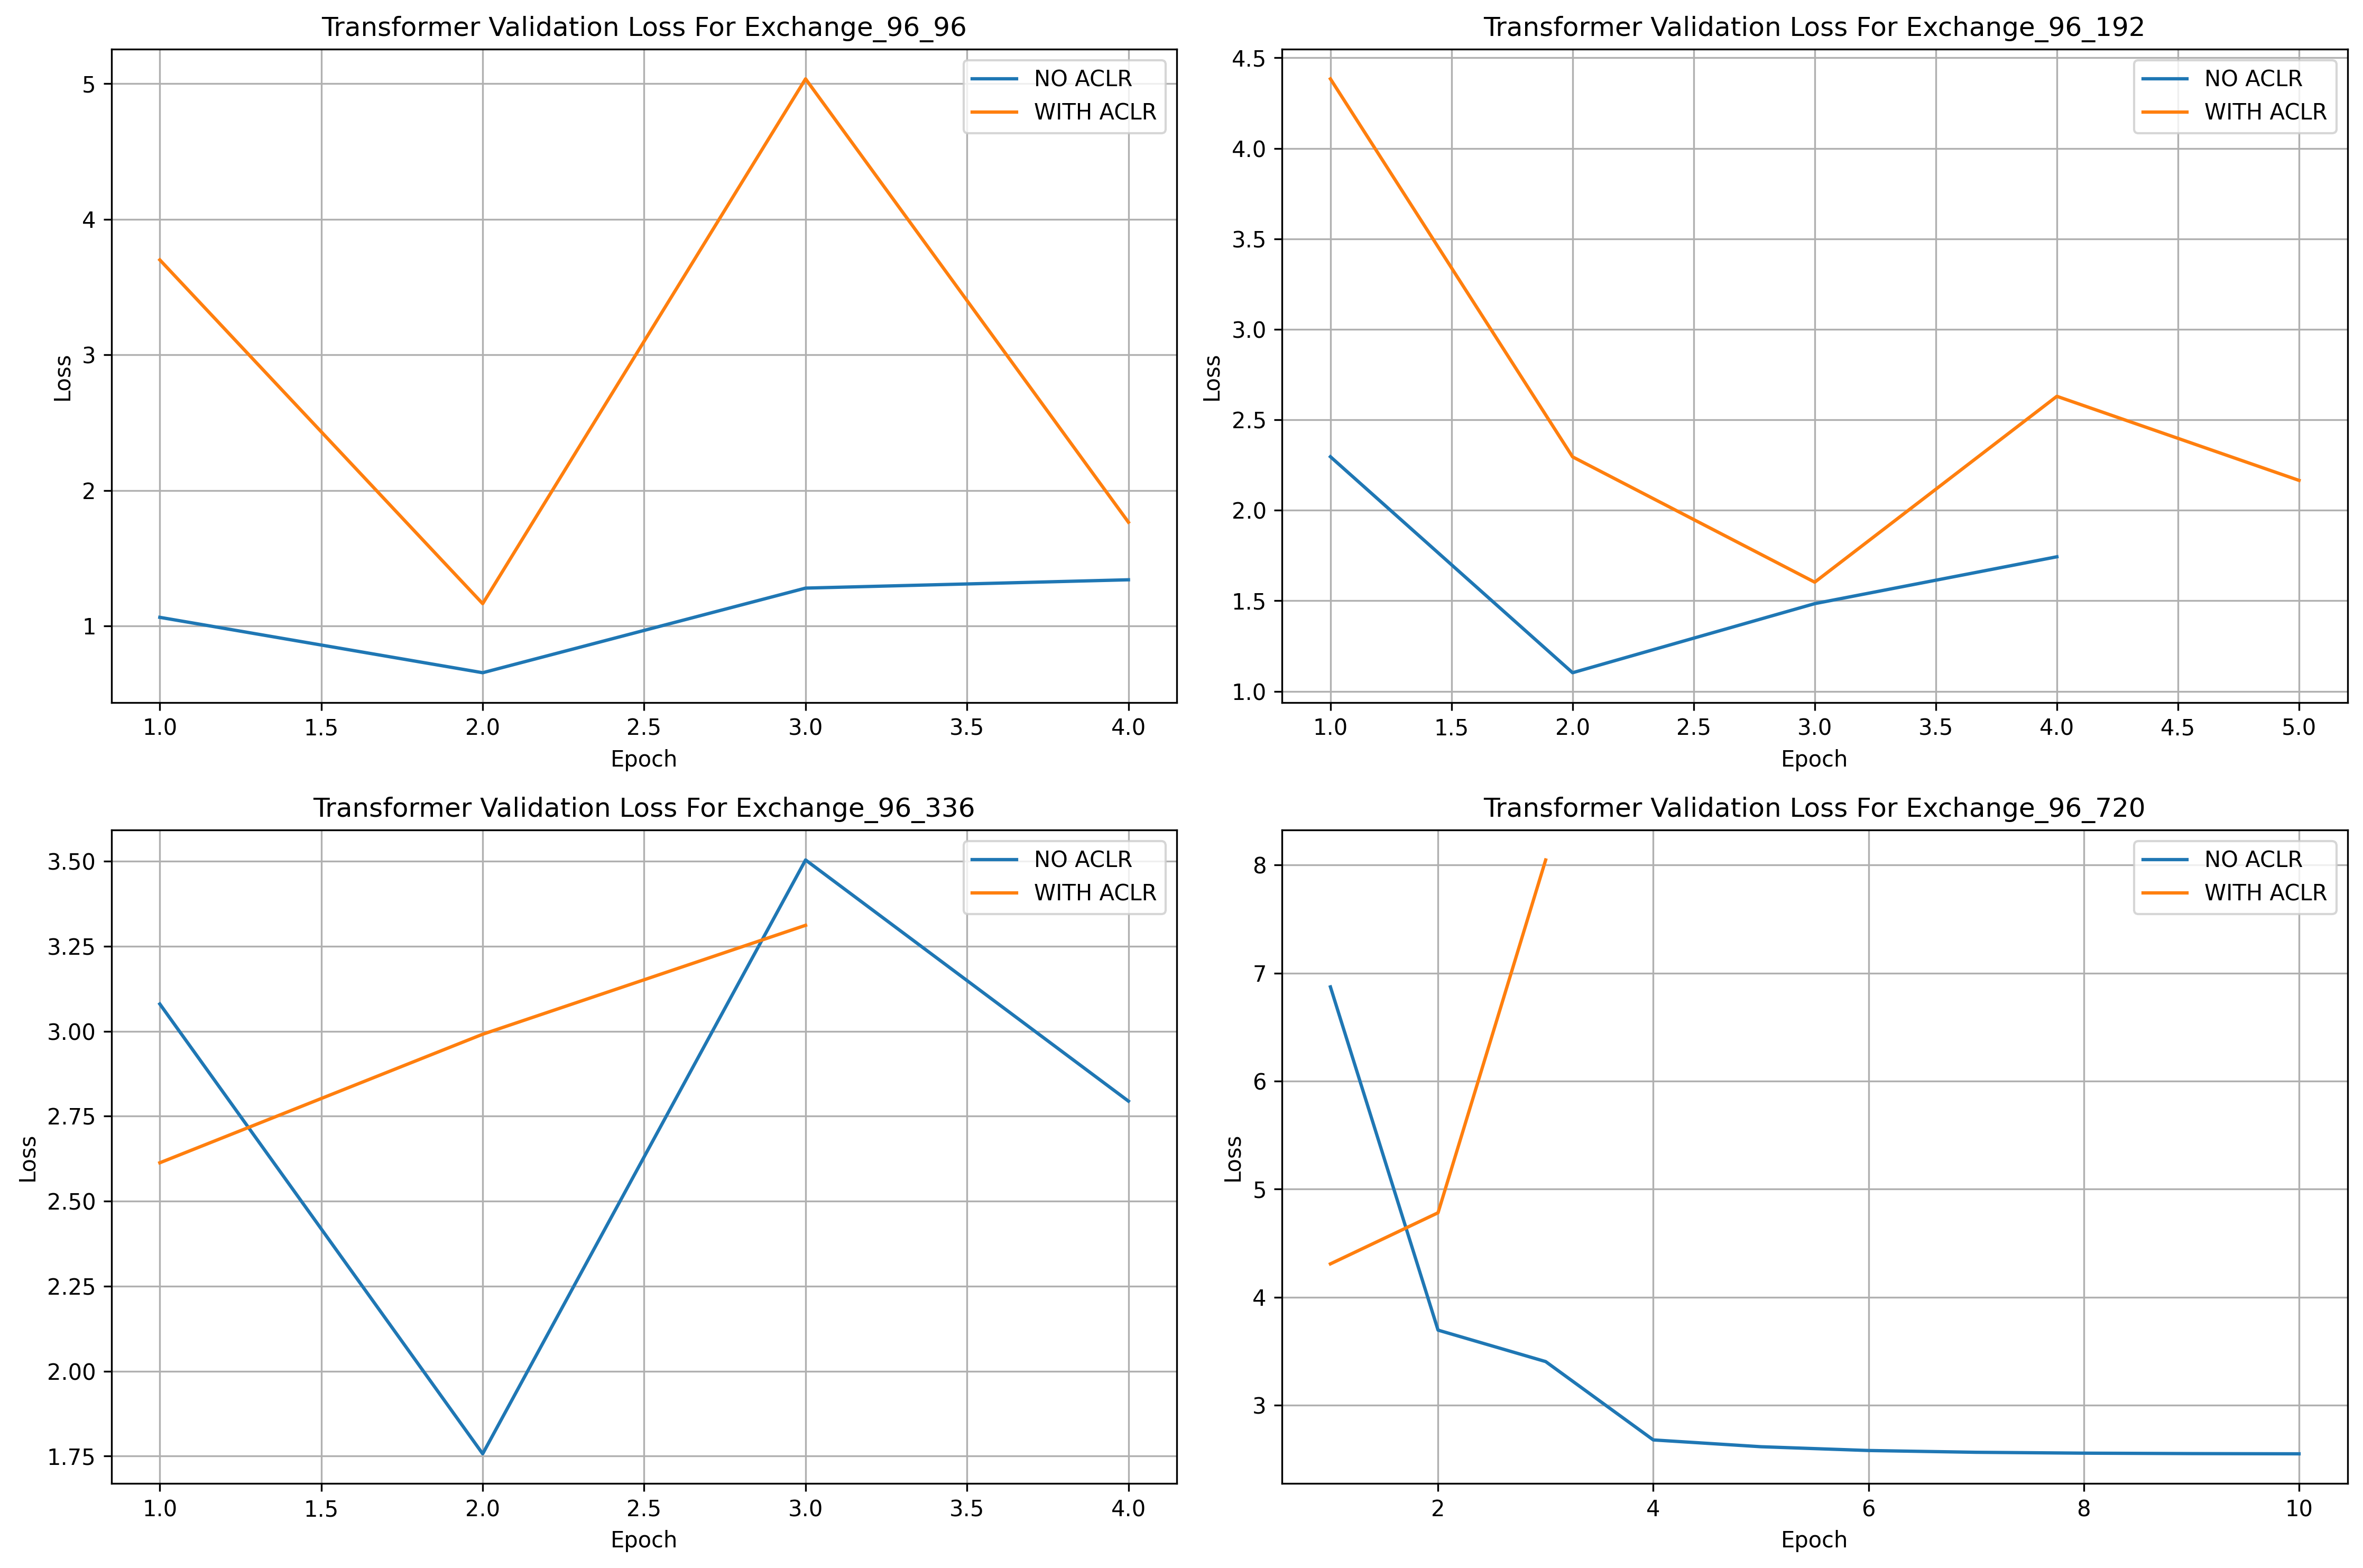 Transformer Validation Loss For Exchange_96_96
NO ACLR
WITH ACLR
5
4
3
2
1
Loss
1.0 1.5 2.0 2.5 3.0 3.5 4.0
Epoch
Transformer Validation Loss For Exchange_96_192
NO ACLR
WITH ACLR
4.5
4.0
3.5
3.0
2.5
2.0
1.5
1.0
Loss
1.0 1.5 2.0 2.5 3.0 3.5 4.0 4.5 5.0
Epoch
Transformer Validation Loss For Exchange_96_336
NO ACLR
WITH ACLR
3.50
3.25
3.00
2.75
2.50
2.25
2.00
1.75
Loss
1.0 1.5 2.0 2.5 3.0 3.5 4.0
Epoch
Transformer Validation Loss For Exchange_96_720
NO ACLR
WITH ACLR
8
7
6
5
4
3
Loss
2 4 6 8 10
Epoch